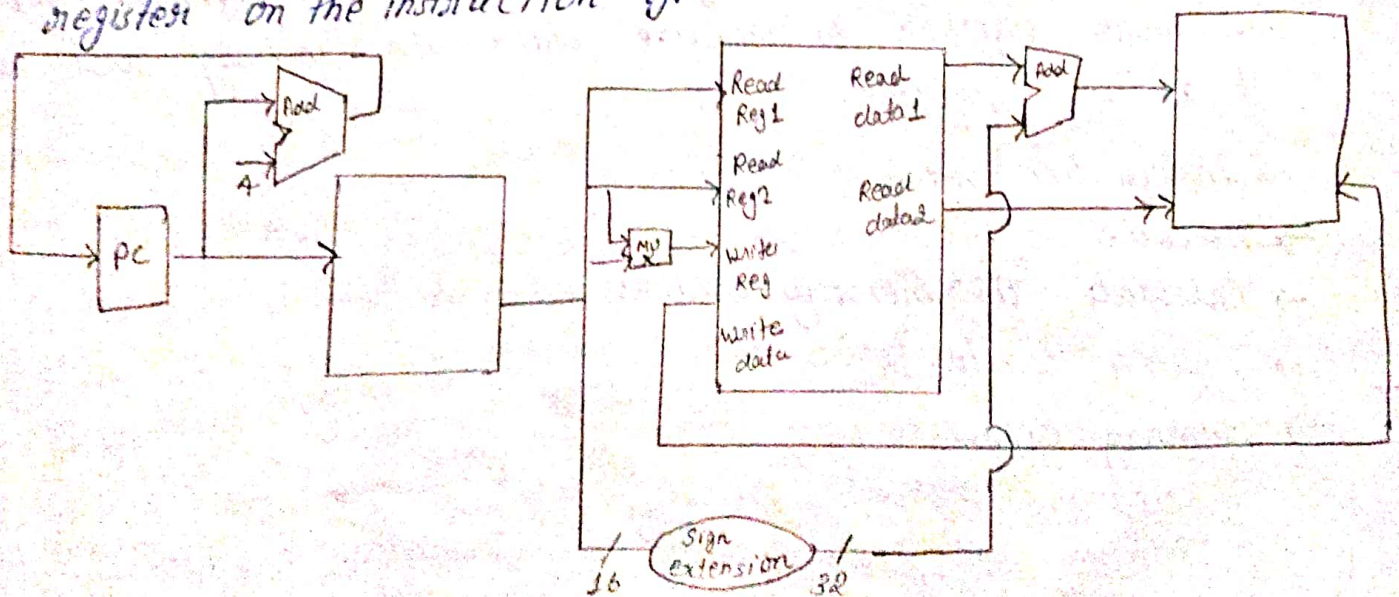 register on the instruction
Add
4
PC
Read
Reg1
Read
Reg2
MU
X
Write
Reg
Write
data
Read
data1
Read
data2
Add
16
Sign
extension
32